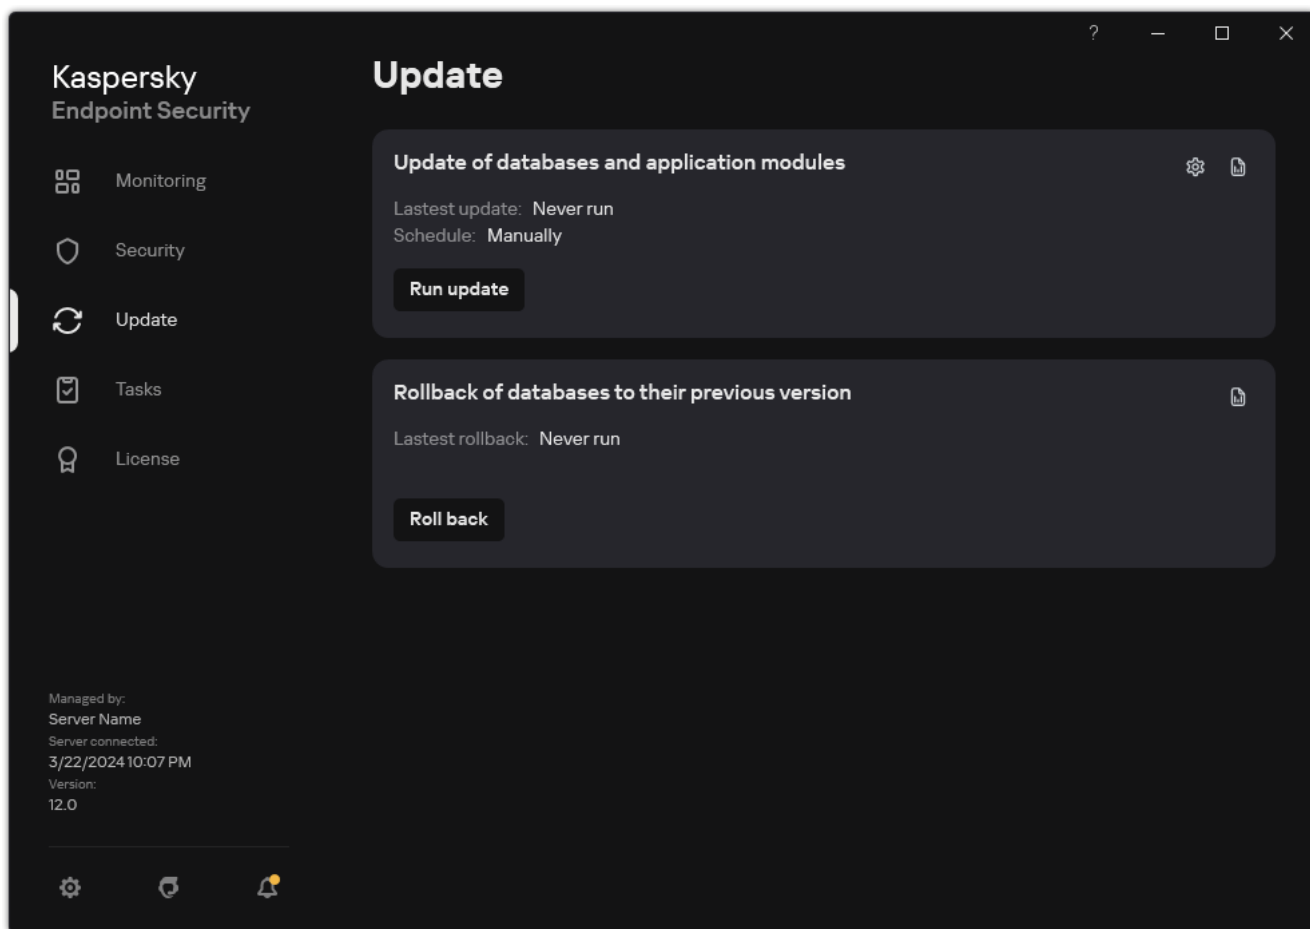 ?
Kaspersky
Endpoint Security
Monitoring
Security
Update
Tasks
License
Managed by:
Server Name
Server connected:
3/22/2024 10:07 PM
Version:
12.0
Update
Update of databases and application modules
Lastest update: Never run
Schedule: Manually
Run update
Rollback of databases to their previous version
Lastest rollback: Never run
Roll back